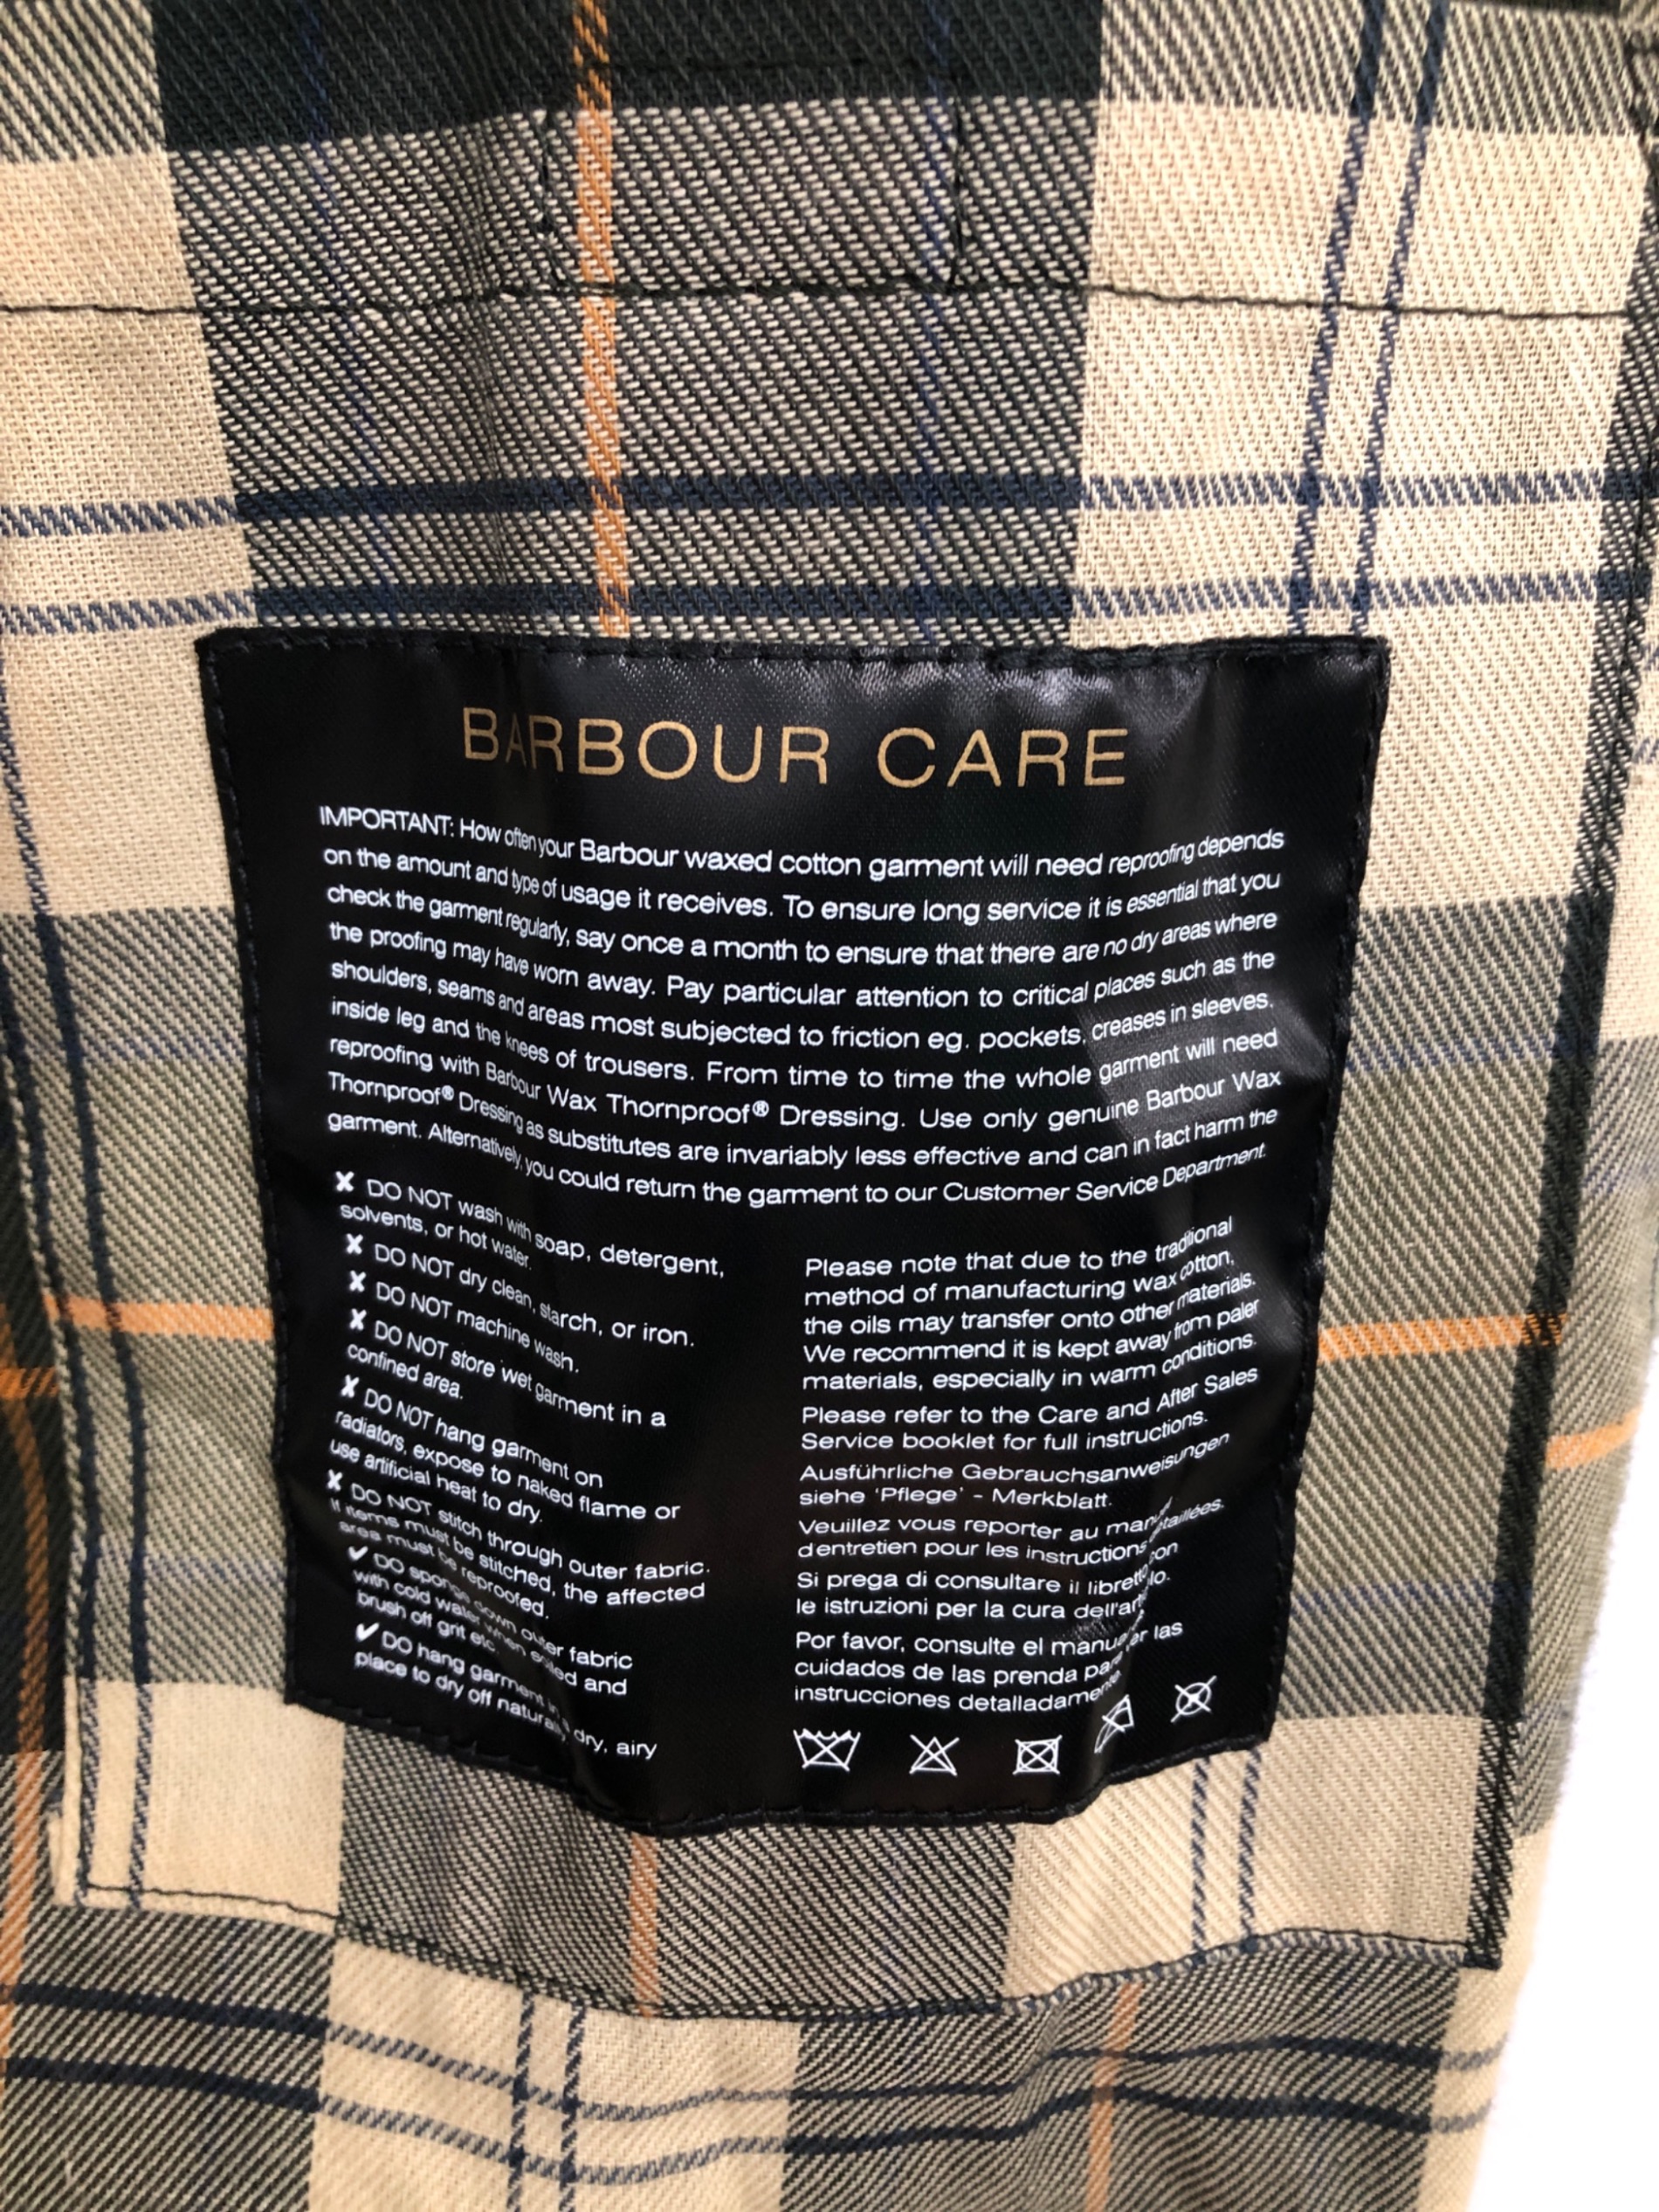 BARBOUR CARE
IMPORTANT: How often your Barbour waxed cotton garment will need reproofing depends
on the amount and type of usage it receives. To ensure long service it is essential that you
check the garment regularly, say once a month to ensure that there are no dry areas where
the proofing may have worn away. Pay particular attention to critical places such as the
shoulders, seams and areas most subjected to friction eg. pockets, creases in sleeves,
inside leg and the knees of trousers. From time to time the whole garment will need
reproofing with Barbour Wax Thornproof® Dressing. Use only genuine Barbour Wax
Thornproof® Dressing as substitutes are invariably less effective and can in fact harm the
garment. Alternatively, you could return the garment to our Customer Service Department.
✘ DO NOT wash with soap, detergent,
solvents, or hot water.
✘ DO NOT dry clean, starch, or iron.
✘ DO NOT machine wash.
✘ DO NOT store wet garment in a
confined area.
✘ DO NOT hang garment on
radiators, expose to naked flame or
use artificial heat to dry.
✘ DO NOT stitch through outer fabric.
If items must be stitched, the affected
area must be reproofed.
✔ DO sponge down outer fabric
with cold water when soiled and
brush off grit etc
✔ DO hang garment in a dry, airy
place to dry off naturally
Please note that due to the traditional
method of manufacturing wax cotton,
the oils may transfer onto other materials.
We recommend it is kept away from paler
materials, especially in warm conditions.
Please refer to the Care and After Sales
Service booklet for full instructions.
Ausführliche Gebrauchsanweisungen
siehe 'Pflege' - Merkblatt.
Veuillez vous reporter au
d'entretien pour les instructions détaillées.
Si prega di consultare il libretto con
le istruzioni per la cura
Por favor, consulte el manual para ver las
cuidados de las prenda
instrucciones